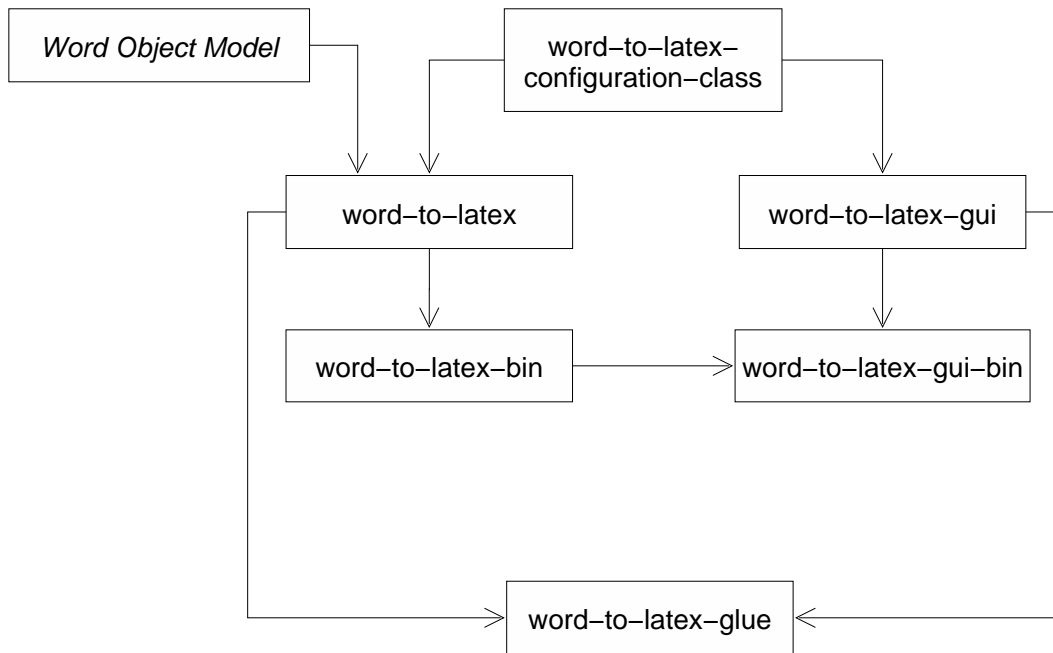 Word Object Model
word−to−latex−
configuration−class
word−to−latex
word−to−latex−gui
word−to−latex−bin
word−to−latex−gui−bin
word−to−latex−glue